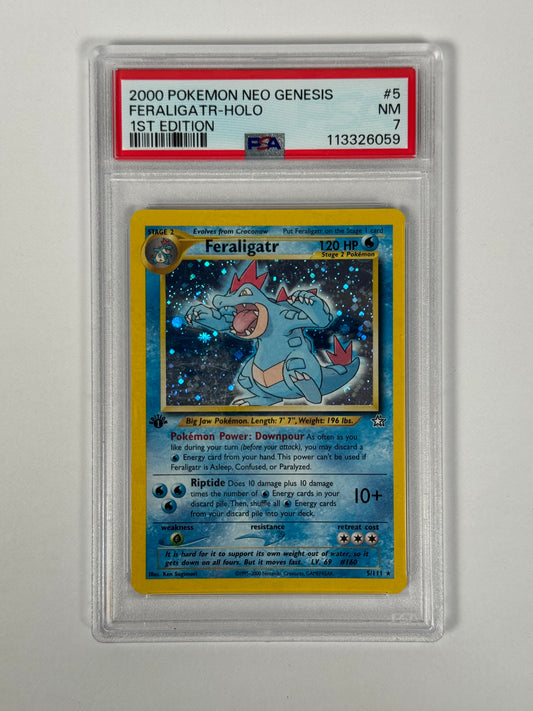 2000 POKEMON NEO GENESIS #5
FERALIGATR-HOLO NM
1ST EDITION PSA 7
113326059
STAGE 2 Evolves from Croconaw Put Feraligatr on the Stage 1 card
Feraligatr 120 HP
Stage 2 Pokémon
Big Jaw Pokémon. Length: 7' 7", Weight: 196 lbs.
Pokémon Power: Downpour As often as you
like during your turn (before your attack), you may discard a
Energy card from your hand. This power can't be used if
Feraligatr is Asleep, Confused, or Paralyzed.
Riptide Does 10 damage plus 10 damage
times the number of Energy cards in your
discard pile. Then, shuffle all Energy cards
from your discard pile into your deck.
10+
weakness resistance retreat cost
It is hard for it to support its own weight out of water, so it
gets down on all fours. But it moves fast. LV. 69 #160
Illus. Ken Sugimori ©1995-2000 Nintendo, Creatures, GAMEFREAK. 5/111 ★